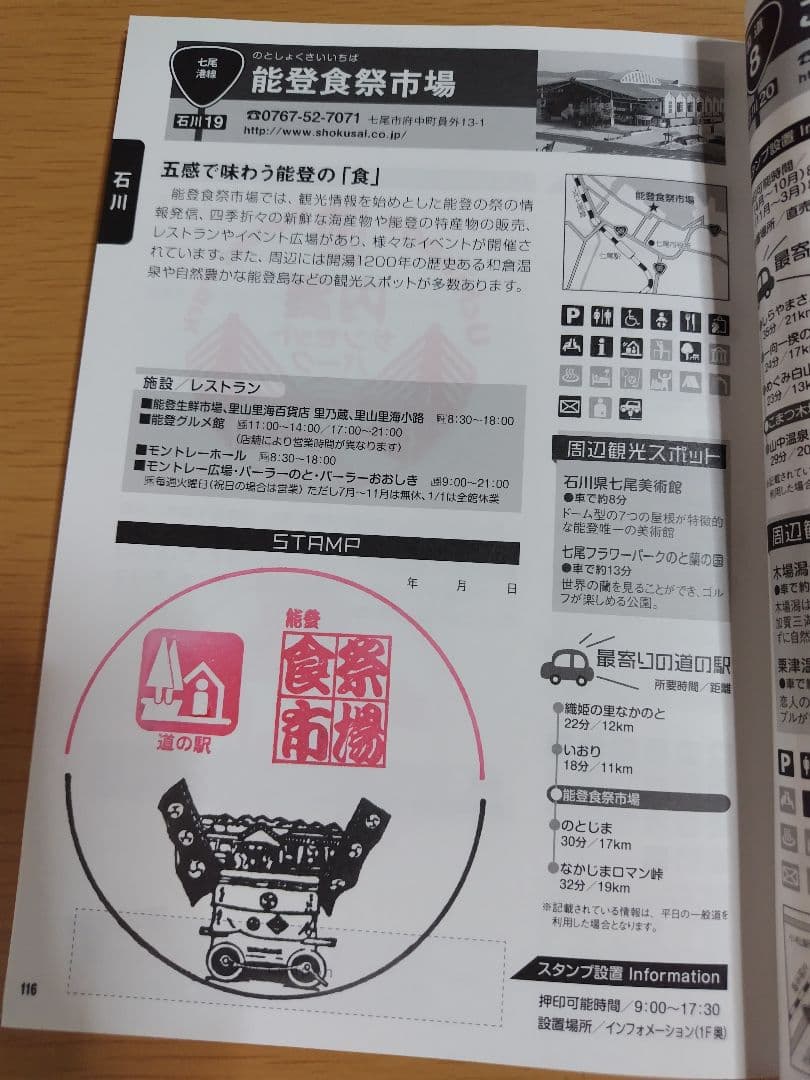 七尾
港線
石川19
のとしょくさいいちば
能登食祭市場
☎0767-52-7071 七尾市府中町員外13-1
http://www.shokusai.co.jp/
石川
五感で味わう能登の「食」
能登食祭市場では、観光情報を始めとした能登の祭の情
報発信、四季折々の新鮮な海産物や能登の特産物の販売、
レストランやイベント広場があり、様々なイベントが開催さ
れています。また、周辺には開湯1200年の歴史ある和倉温
泉や自然豊かな能登島などの観光スポットが多数あります。
能登食祭市場
七尾市役所
七尾駅
施設/レストラン
■能登生鮮市場、里山里海百貨店 里乃蔵、里山里海小路 8:30〜18:00
■能登グルメ館 11:00〜14:00/17:00〜21:00
(店舗により営業時間が異なります)
■モントレーホール 8:30〜18:00
■モントレー広場・パーラーのと・パーラーおおしき 9:00〜21:00
※毎週火曜日(祝日の場合は営業) ただし7月〜11月は無休、1/1は全館休業
STAMP
年 月 日
道の駅
能登
食祭
市場
116
周辺観光スポット
石川県七尾美術館
●車で約8分
ドーム型の7つの屋根が特徴的
な能登唯一の美術館
七尾フラワーパークのと蘭の国
●車で約13分
世界の蘭を見ることができ、ゴル
フが楽しめる公園。
最寄りの道の駅
所要時間/距離
織姫の里なかのと
22分/12km
いおり
18分/11km
能登食祭市場
のとじま
30分/17km
なかじまロマン峠
32分/19km
※記載されている情報は、平日の一般道を
利用した場合となります。
スタンプ設置 Information
押印可能時間/9:00〜17:30
設置場所/インフォメーション(1F奥)